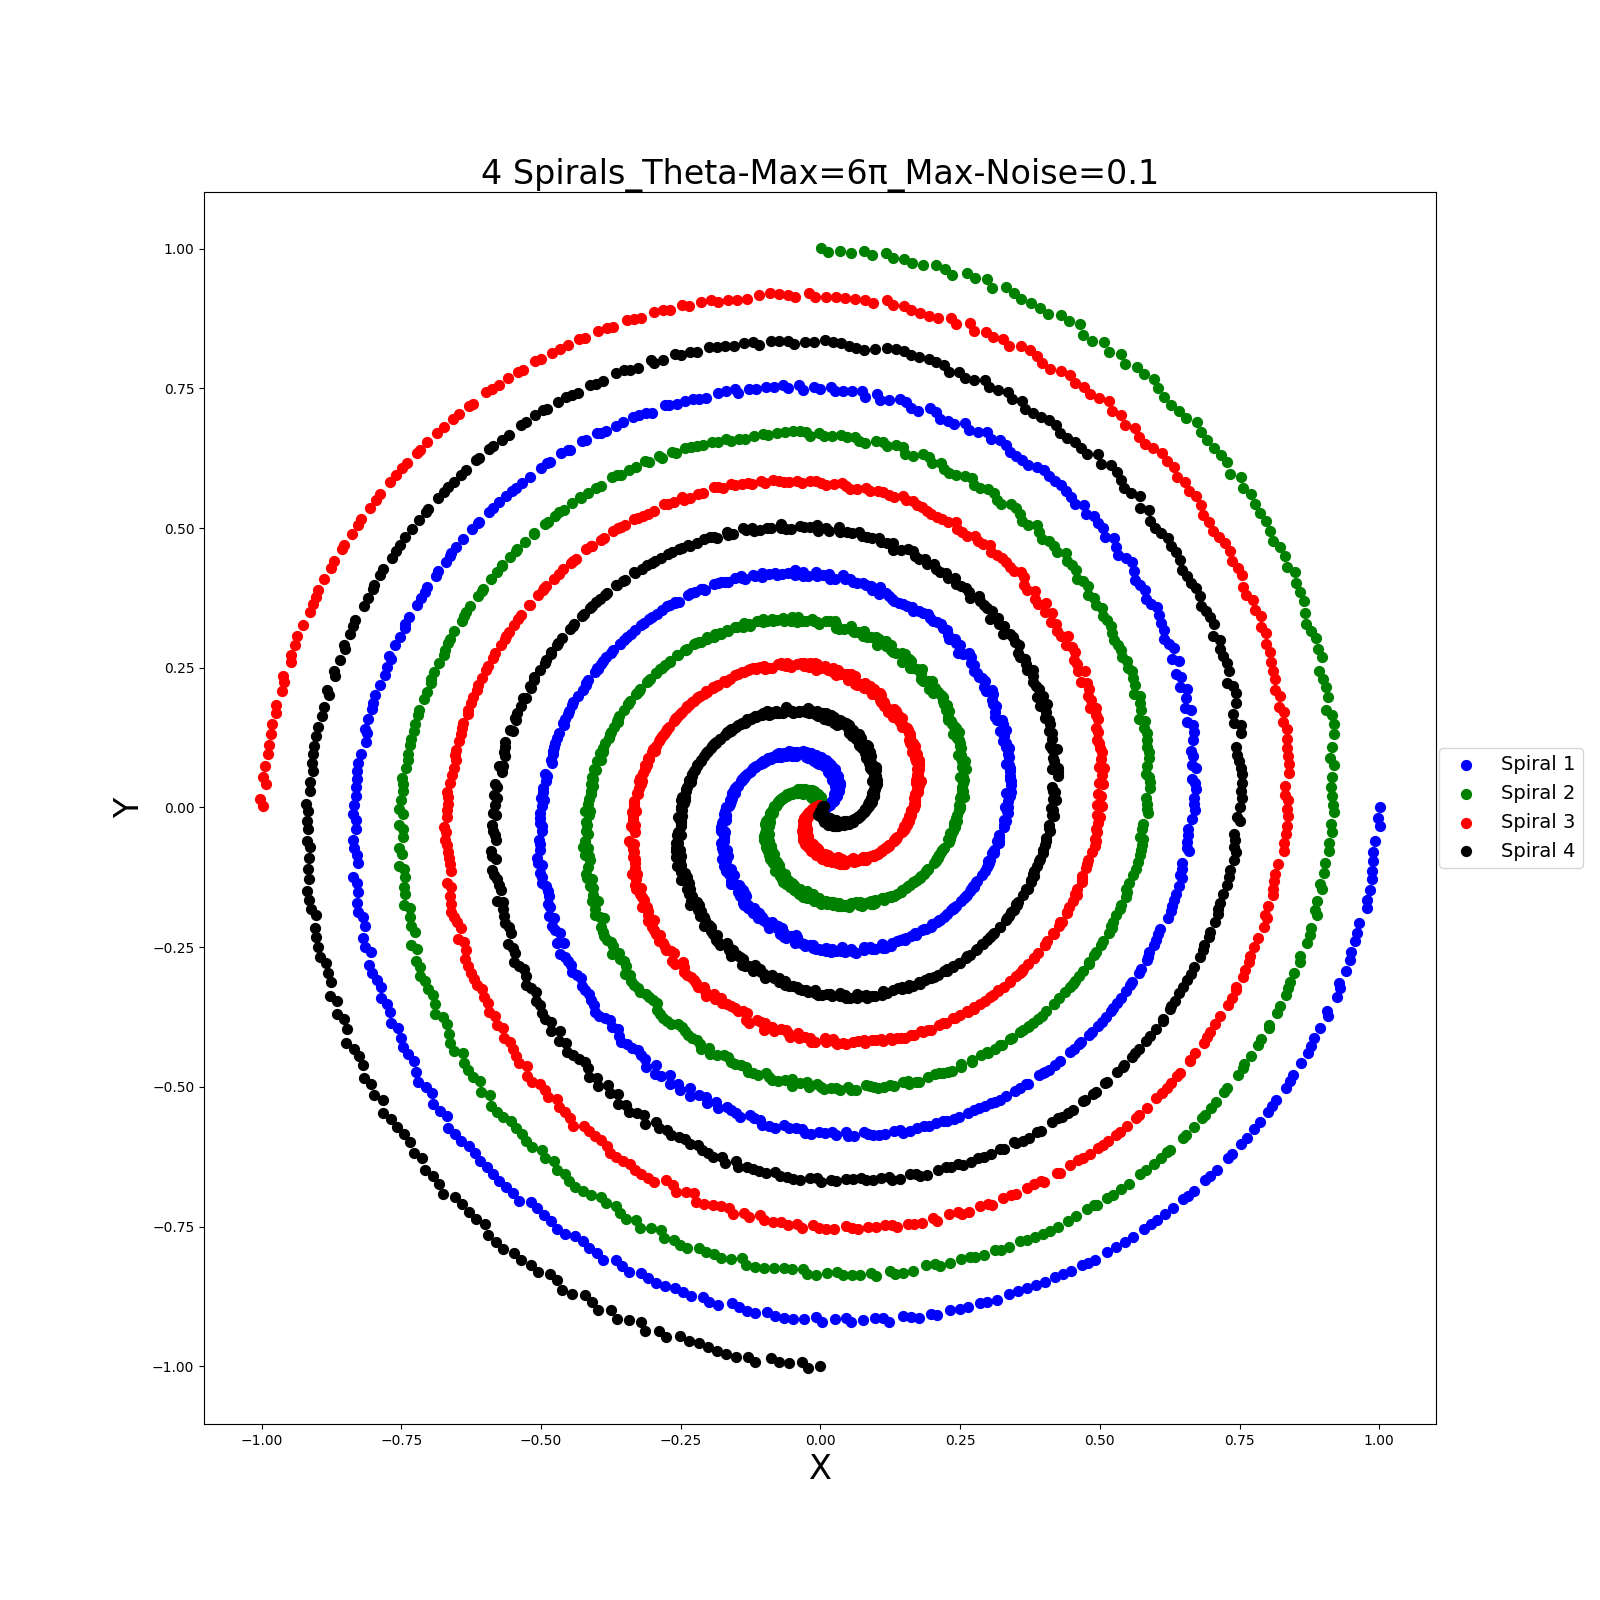 4 Spirals_Theta-Max=6π_Max-Noise=0.1
1.00
0.75
0.50
0.25
0.00
−0.25
−0.50
−0.75
−1.00
Y
Spiral 1
Spiral 2
Spiral 3
Spiral 4
−1.00 −0.75 −0.50 −0.25 0.00 0.25 0.50 0.75 1.00
X